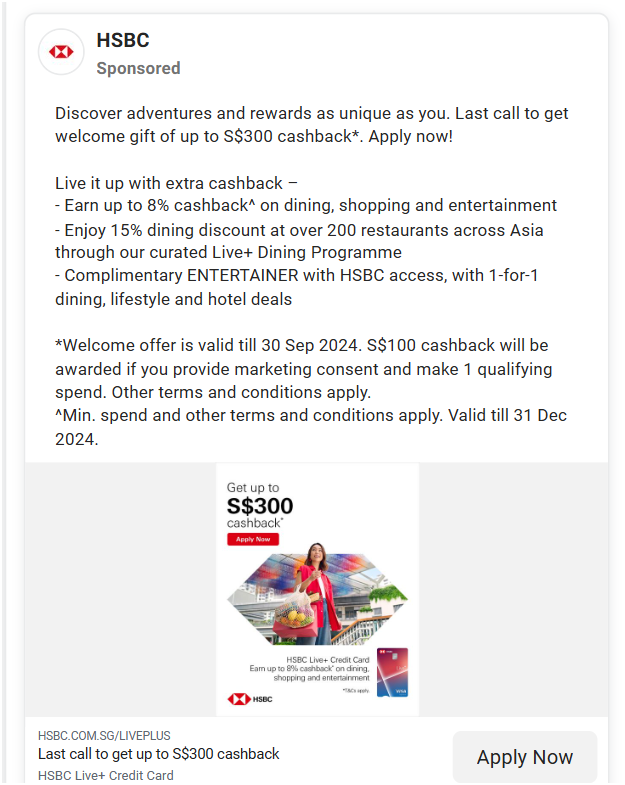 HSBC
Sponsored
Discover adventures and rewards as unique as you. Last call to get
welcome gift of up to S$300 cashback*. Apply now!
Live it up with extra cashback –
- Earn up to 8% cashback^ on dining, shopping and entertainment
- Enjoy 15% dining discount at over 200 restaurants across Asia
through our curated Live+ Dining Programme
- Complimentary ENTERTAINER with HSBC access, with 1-for-1
dining, lifestyle and hotel deals
*Welcome offer is valid till 30 Sep 2024. S$100 cashback will be
awarded if you provide marketing consent and make 1 qualifying
spend. Other terms and conditions apply.
^Min. spend and other terms and conditions apply. Valid till 31 Dec
2024.
Get up to
S$300
cashback*
Apply Now
HSBC Live+ Credit Card
Earn up to 8% cashback^ on dining,
shopping and entertainment
*T&Cs apply.
VISA
HSBC
HSBC.COM.SG/LIVEPLUS
Last call to get up to S$300 cashback
HSBC Live+ Credit Card
Apply Now